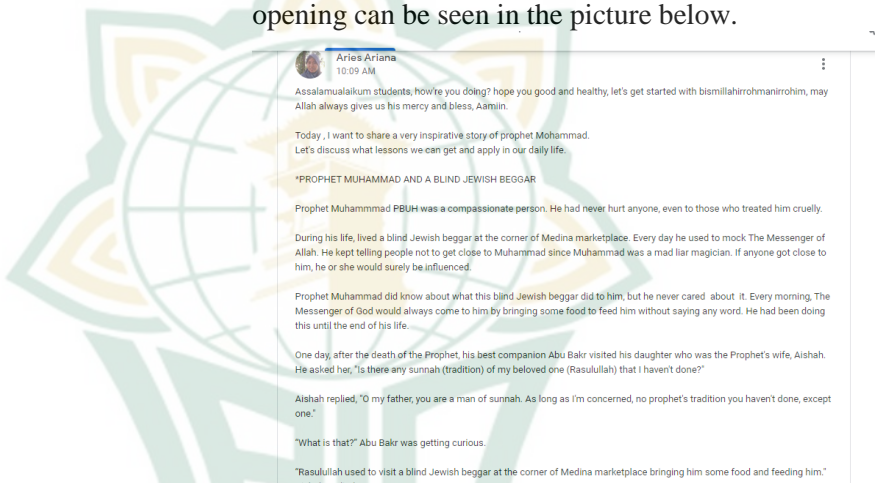 opening can be seen in the picture below.
Aries Ariana
10:09 AM
Assalamualaikum students, how're you doing? hope you good and healthy, let's get started with bismillahirrohmanirrohim, may
Allah always gives us his mercy and bless, Aamiin.
Today , I want to share a very inspirative story of prophet Mohammad.
Let's discuss what lessons we can get and apply in our daily life.
*PROPHET MUHAMMAD AND A BLIND JEWISH BEGGAR
Prophet Muhammmad PBUH was a compassionate person. He had never hurt anyone, even to those who treated him cruelly.
During his life, lived a blind Jewish beggar at the corner of Medina marketplace. Every day he used to mock The Messenger of
Allah. He kept telling people not to get close to Muhammad since Muhammad was a mad liar magician. If anyone got close to
him, he or she would surely be influenced.
Prophet Muhammad did know about what this blind Jewish beggar did to him, but he never cared about it. Every morning, The
Messenger of God would always come to him by bringing some food to feed him without saying any word. He had been doing
this until the end of his life.
One day, after the death of the Prophet, his best companion Abu Bakr visited his daughter who was the Prophet's wife, Aishah.
He asked her, "Is there any sunnah (tradition) of my beloved one (Rasulullah) that I haven't done?"
Aishah replied, "O my father, you are a man of sunnah. As long as I'm concerned, no prophet's tradition you haven't done, except
one."
"What is that?" Abu Bakr was getting curious.
"Rasulullah used to visit a blind Jewish beggar at the corner of Medina marketplace bringing him some food and feeding him."